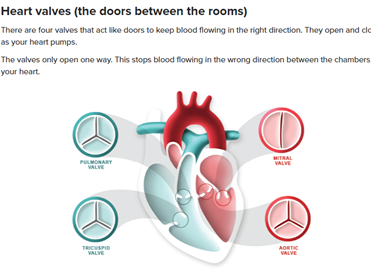 Heart valves (the doors between the rooms)
There are four valves that act like doors to keep blood flowing in the right direction. They open and
as your heart pumps.
The valves only open one way. This stops blood flowing in the wrong direction between the chambers
your heart.
PULMONARY
VALVE
MITRAL
VALVE
TRICUSPID
VALVE
AORTIC
VALVE